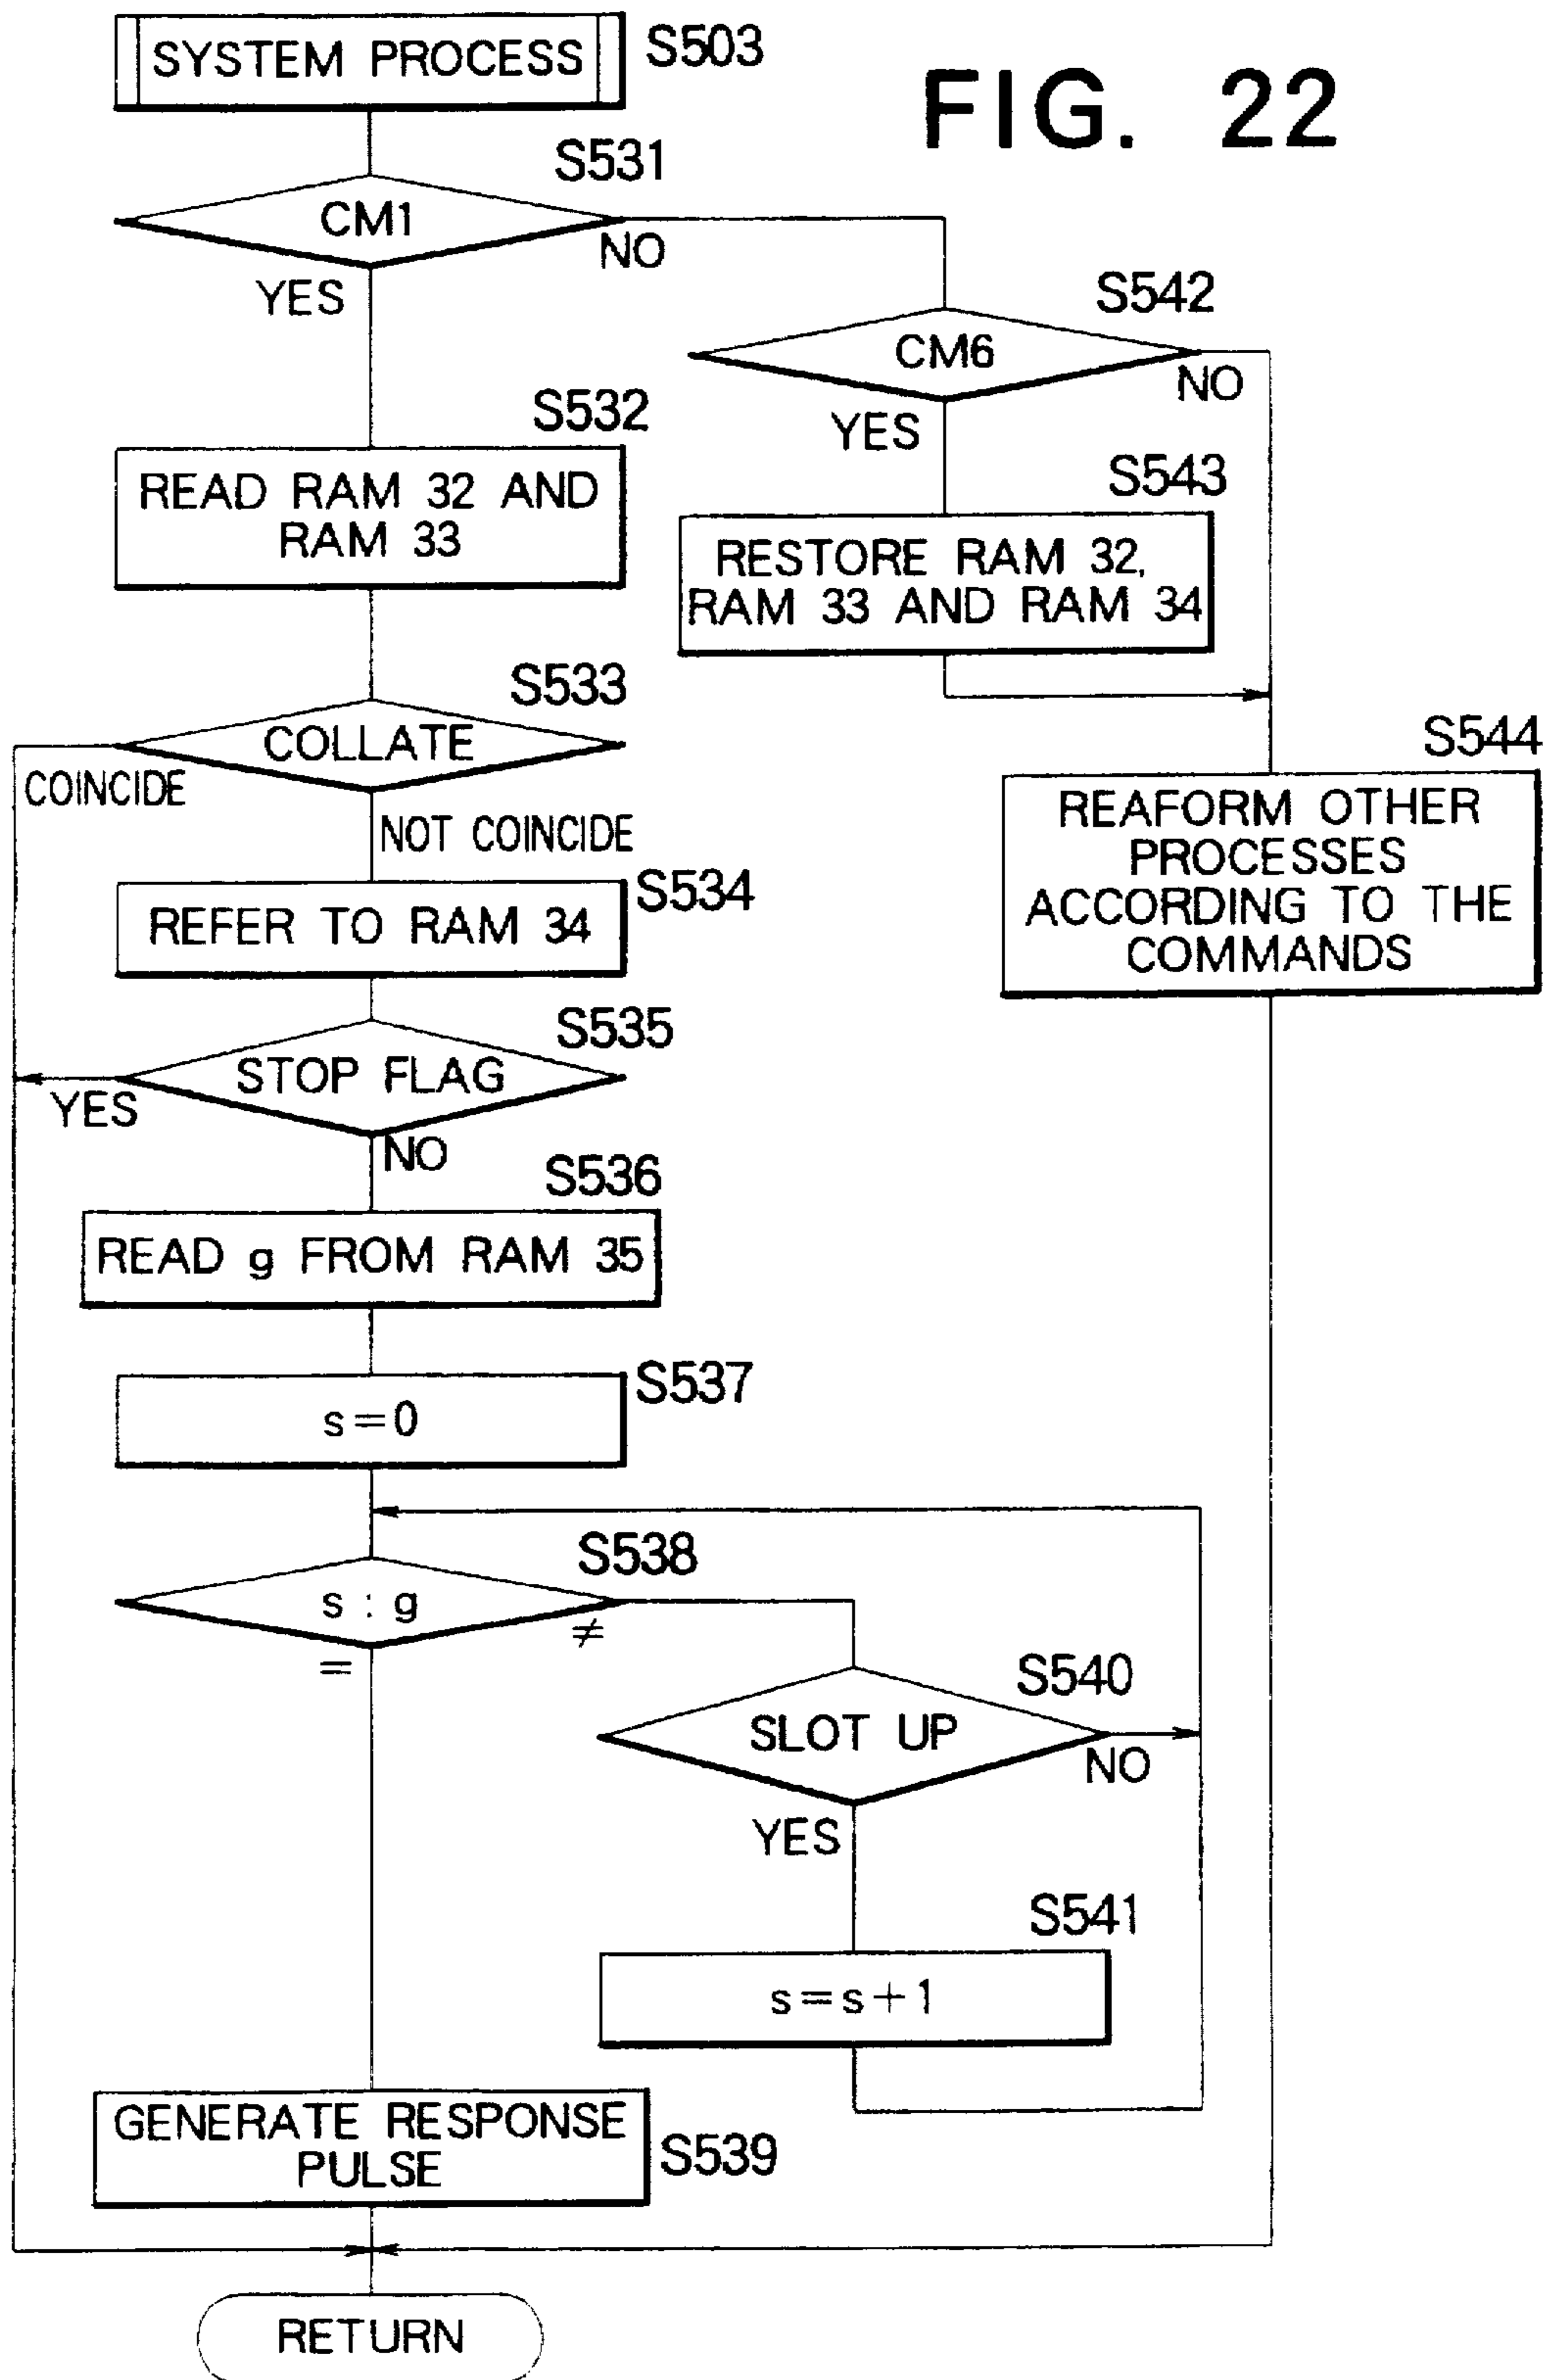 SYSTEM PROCESS
S503
FIG. 22
S531
CM1
NO
YES
S542
CM6
NO
YES
S532
READ RAM 32 AND
RAM 33
S543
RESTORE RAM 32,
RAM 33 AND RAM 34
S533
COLLATE
COINCIDE
NOT COINCIDE
S544
REAFORM OTHER
PROCESSES
ACCORDING TO THE
COMMANDS
S534
REFER TO RAM 34
S535
STOP FLAG
YES
NO
S536
READ g FROM RAM 35
S537
s=0
S538
s : g
≠
=
S540
SLOT UP
NO
YES
S541
s=s+1
GENERATE RESPONSE
PULSE
S539
RETURN